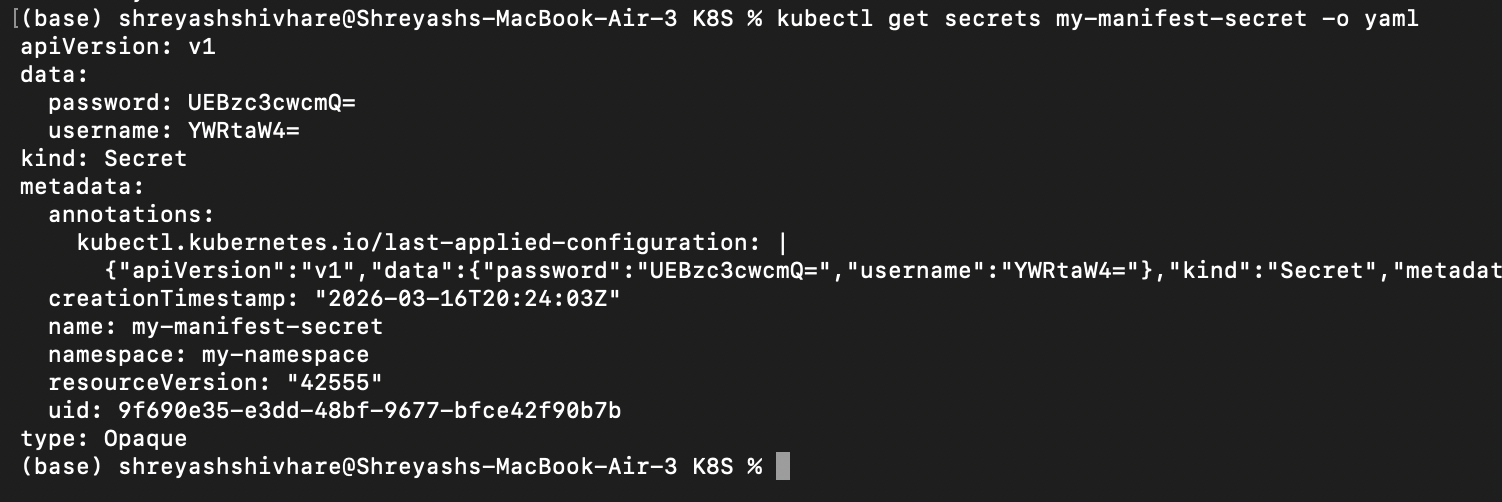 [(base) shreyashshivhare@Shreyashs-MacBook-Air-3 K8S % kubectl get secrets my-manifest-secret -o yaml
apiVersion: v1
data:
  password: UEBzc3cwcmQ=
  username: YWRtaW4=
kind: Secret
metadata:
  annotations:
    kubectl.kubernetes.io/last-applied-configuration: |
      {"apiVersion":"v1","data":{"password":"UEBzc3cwcmQ=","username":"YWRtaW4="},"kind":"Secret","metadat
  creationTimestamp: "2026-03-16T20:24:03Z"
  name: my-manifest-secret
  namespace: my-namespace
  resourceVersion: "42555"
  uid: 9f690e35-e3dd-48bf-9677-bfce42f90b7b
type: Opaque
(base) shreyashshivhare@Shreyashs-MacBook-Air-3 K8S %